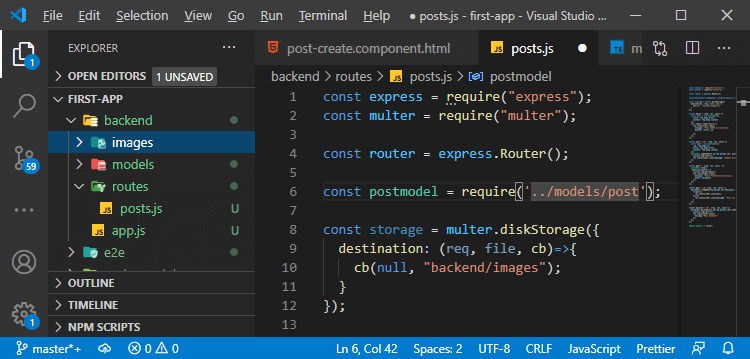 File Edit Selection View Go Run Terminal Help ● posts.js - first-app - Visual Studio ...
EXPLORER ...
OPEN EDITORS 1 UNSAVED
FIRST-APP
backend
images
models
routes
posts.js U
app.js U
e2e
OUTLINE
TIMELINE
NPM SCRIPTS
1
59
1
post-create.component.html
JS posts.js ●
m
backend > routes > JS posts.js > postmodel
1 const express = require("express");
2 const multer = require("multer");
3
4 const router = express.Router();
5
6 const postmodel = require('../models/post');
7
8 const storage = multer.diskStorage({
9 destination: (req, file, cb)=>{
10 cb(null, "backend/images");
11 }
12 });
13
master*+ 0 0 Ln 6, Col 42 Spaces: 2 UTF-8 CRLF JavaScript Prettier